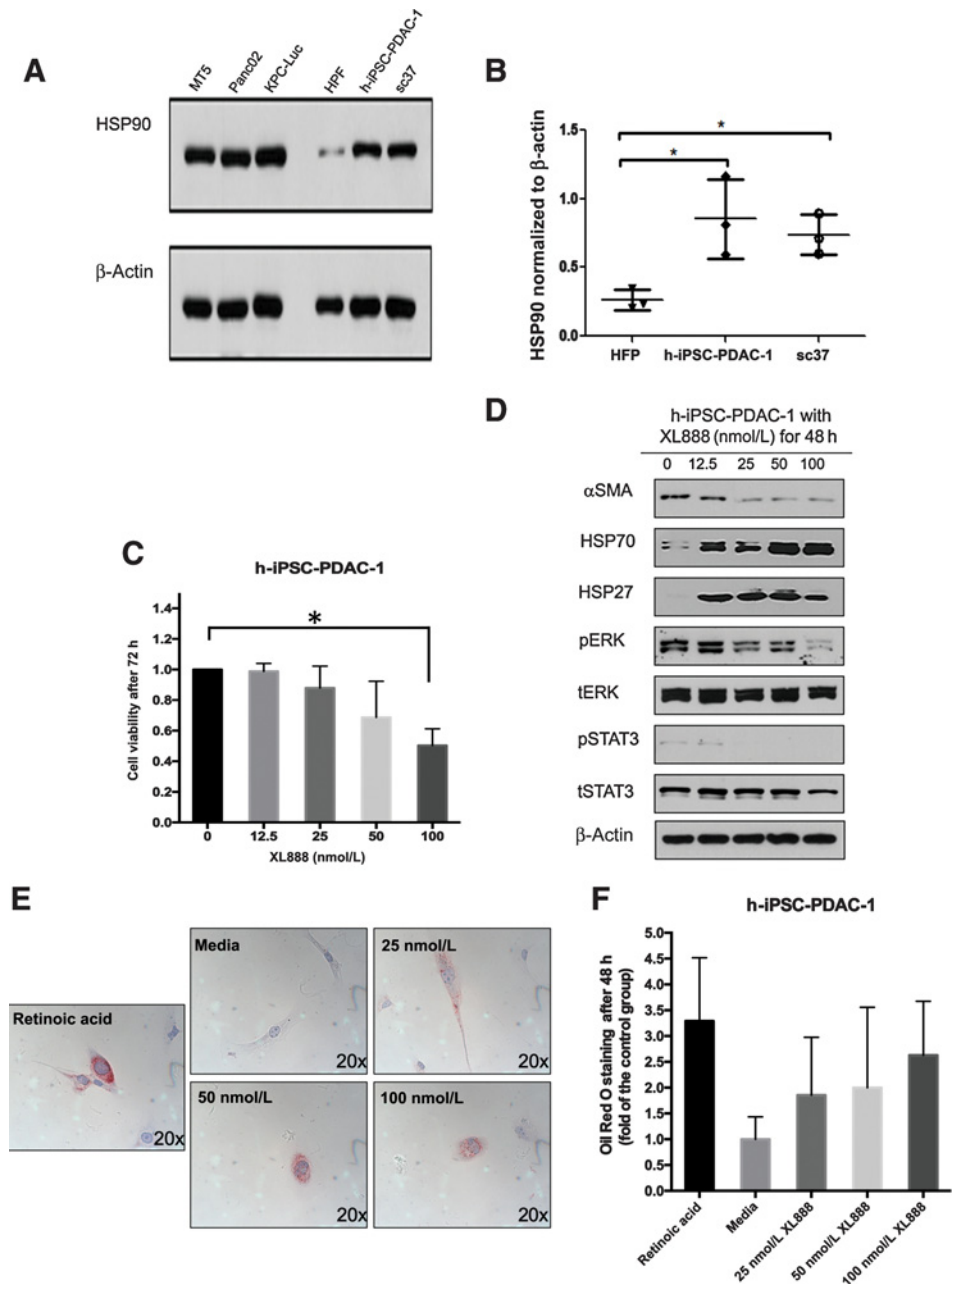 A
MT5
Panc02
KPC-Luc
HPF
h-iPSC-PDAC-1
sc37
HSP90
β-Actin
B
HSP90 normalized to β-actin
1.5
1.0
0.5
0.0
*
*
HFP
h-iPSC-PDAC-1
sc37
C
h-iPSC-PDAC-1
Cell viability after 72 h
1.4
1.2
1.0
0.8
0.6
0.4
0.2
0.0
*
0
12.5
25
50
100
XL888 (nmol/L)
D
h-iPSC-PDAC-1 with
XL888 (nmol/L) for 48 h
0 12.5 25 50 100
αSMA
HSP70
HSP27
pERK
tERK
pSTAT3
tSTAT3
β-Actin
E
Retinoic acid
20x
Media
20x
25 nmol/L
20x
50 nmol/L
20x
100 nmol/L
20x
F
h-iPSC-PDAC-1
Oil Red O staining after 48 h
(fold of the control group)
5.0
4.5
4.0
3.5
3.0
2.5
2.0
1.5
1.0
0.5
0.0
Retinoic acid
Media
25 nmol/L XL888
50 nmol/L XL888
100 nmol/L XL888